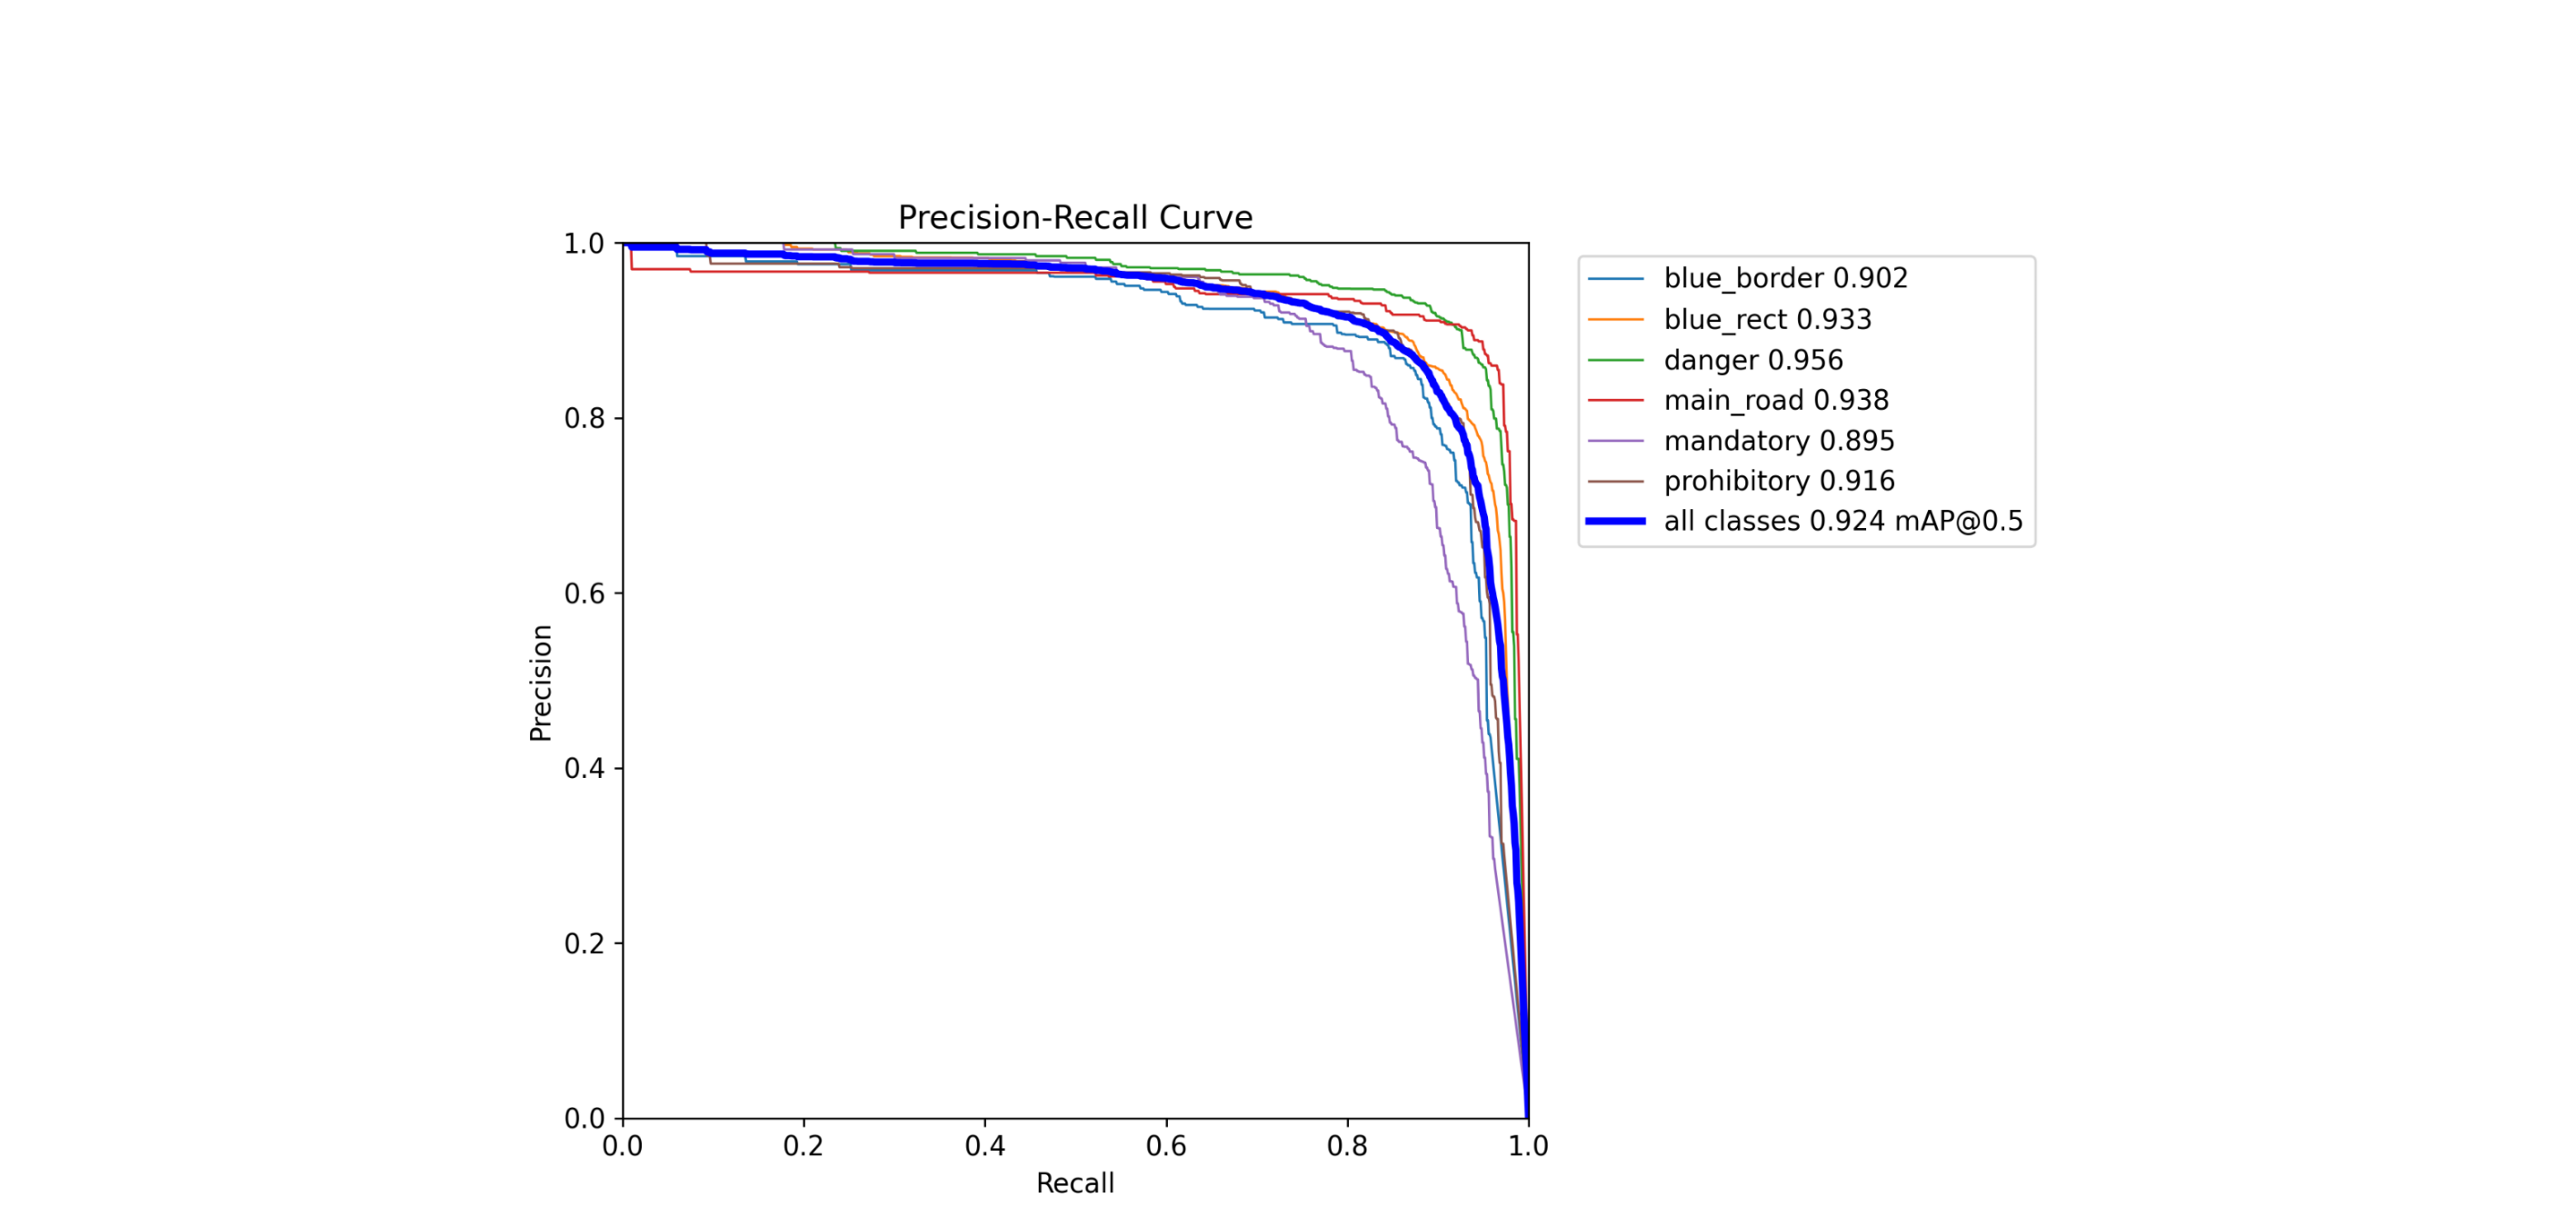 Precision-Recall Curve
1.0
0.8
0.6
0.4
0.2
0.0
Precision
0.0 0.2 0.4 0.6 0.8 1.0
Recall
blue_border 0.902
blue_rect 0.933
danger 0.956
main_road 0.938
mandatory 0.895
prohibitory 0.916
all classes 0.924 mAP@0.5